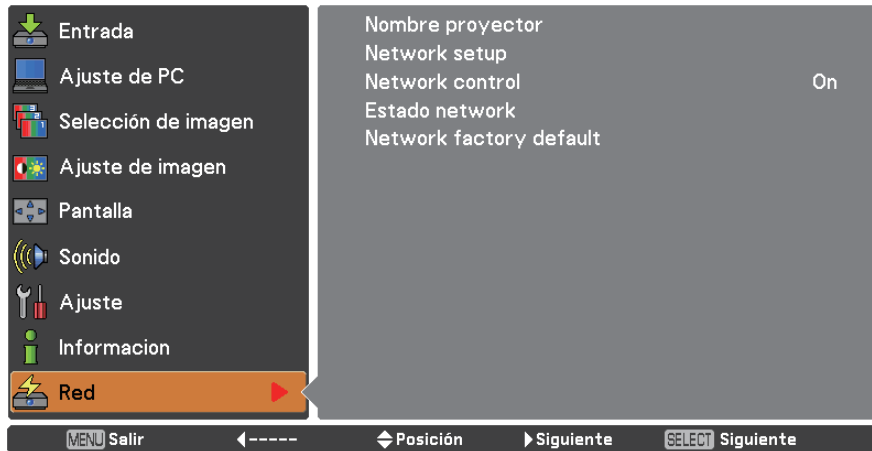 Entrada
Ajuste de PC
Selección de imagen
Ajuste de imagen
Pantalla
Sonido
Ajuste
Informacion
Red
Nombre proyector
Network setup
Network control On
Estado network
Network factory default
MENU Salir ◀----- Posición ▶Siguiente SELECT Siguiente